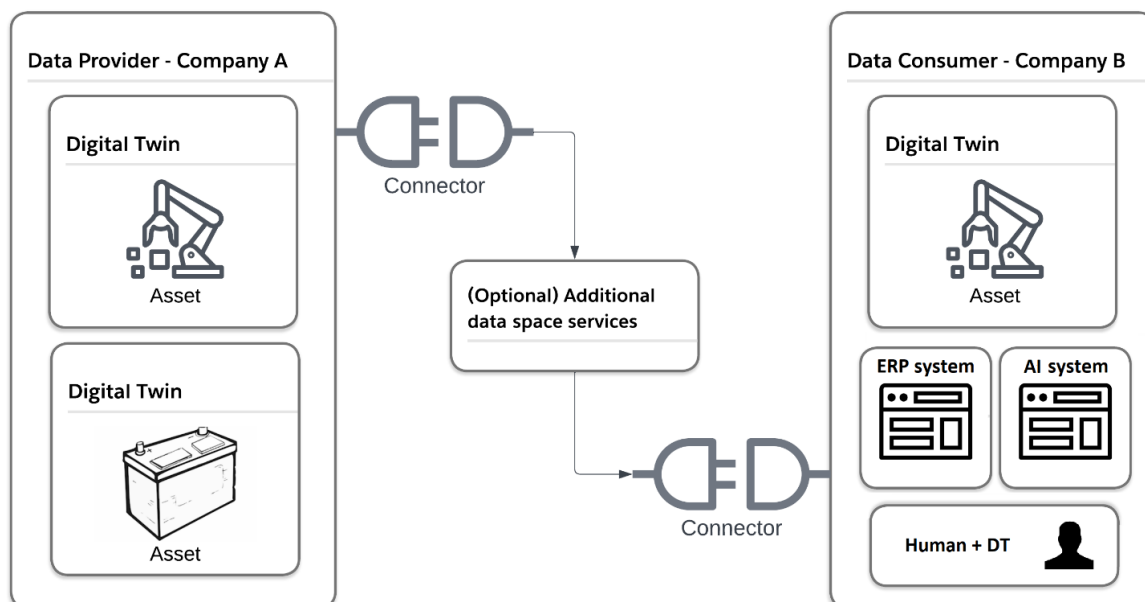 Data Provider - Company A
Digital Twin
Asset
Digital Twin
Asset
Connector
(Optional) Additional
data space services
Connector
Data Consumer - Company B
Digital Twin
Asset
ERP system
AI system
Human + DT